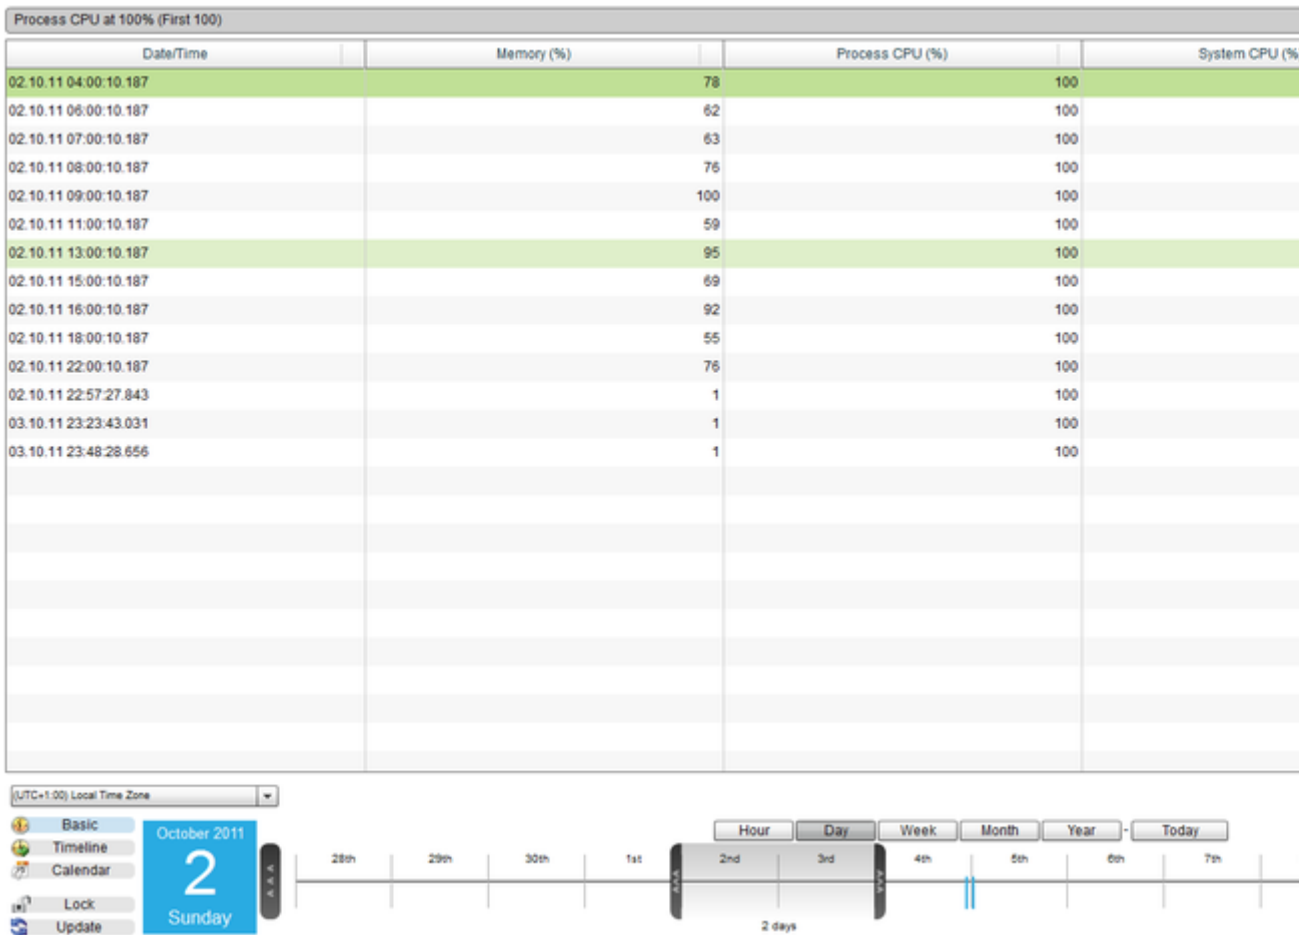 Process CPU at 100% (First 100)
Date/Time Memory (%) Process CPU (%) System CPU (%
02.10.11 04:00:10.187 78 100
02.10.11 06:00:10.187 62 100
02.10.11 07:00:10.187 63 100
02.10.11 08:00:10.187 76 100
02.10.11 09:00:10.187 100 100
02.10.11 11:00:10.187 59 100
02.10.11 13:00:10.187 95 100
02.10.11 15:00:10.187 69 100
02.10.11 16:00:10.187 92 100
02.10.11 18:00:10.187 55 100
02.10.11 22:00:10.187 76 100
02.10.11 22:57:27.843 1 100
03.10.11 23:23:43.031 1 100
03.10.11 23:48:28.656 1 100
(UTC+1:00) Local Time Zone
Basic
Timeline
Calendar
Lock
Update
October 2011
2
Sunday
Hour Day Week Month Year - Today
28th 29th 30th 1st 2nd 3rd 4th 5th 6th 7th
2 days